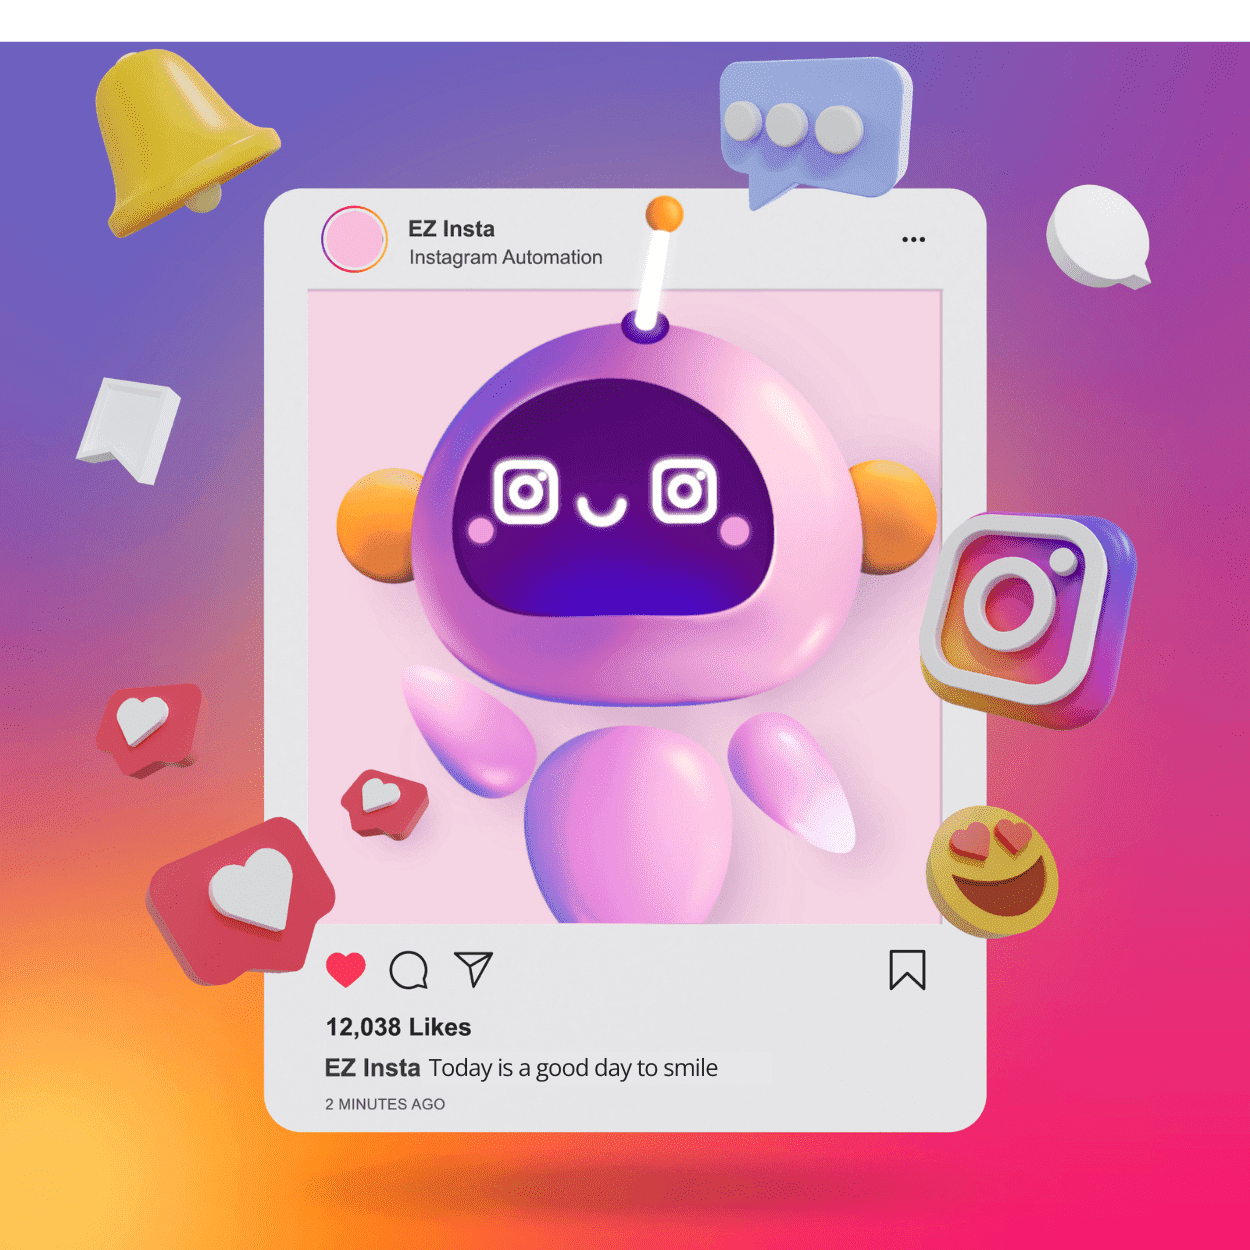 EZ Insta
Instagram Automation
12,038 Likes
EZ Insta Today is a good day to smile
2 MINUTES AGO